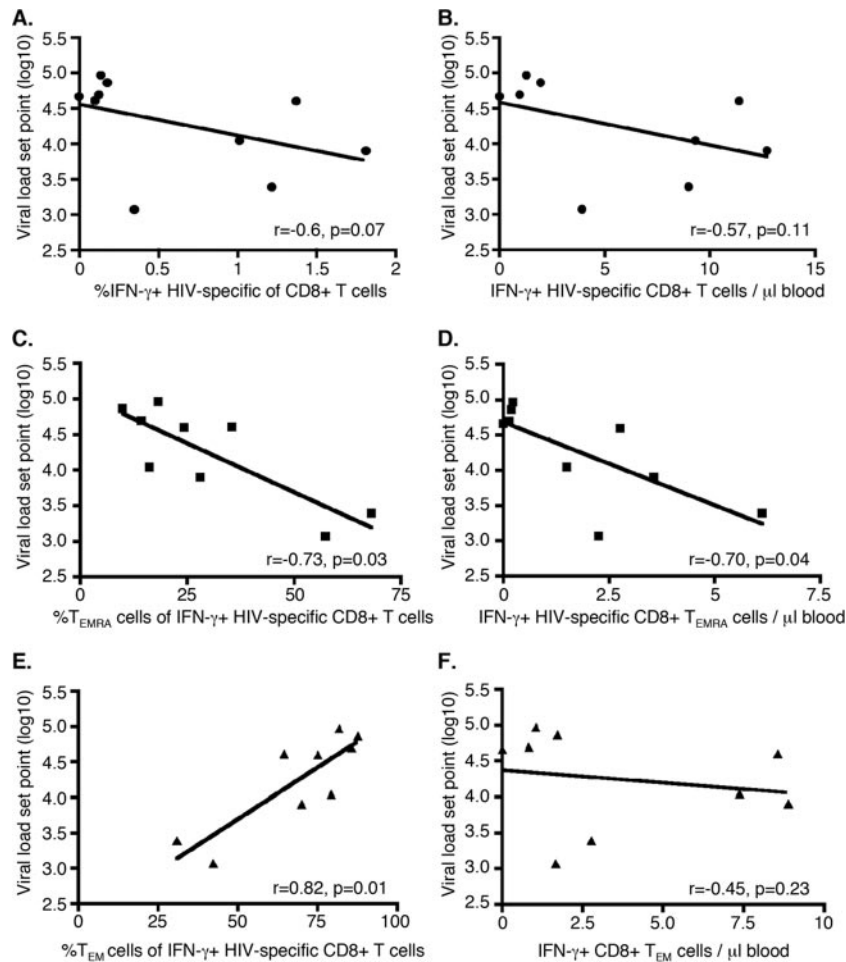 A.
Viral load set point (log10)
5.5
5.0
4.5
4.0
3.5
3.0
2.5
r=-0.6, p=0.07
0 0.5 1 1.5 2
%IFN-γ+ HIV-specific of CD8+ T cells
B.
Viral load set point (log10)
5.5
5.0
4.5
4.0
3.5
3.0
2.5
r=-0.57, p=0.11
0 5 10 15
IFN-γ+ HIV-specific CD8+ T cells / μl blood
C.
Viral load set point (log10)
5.5
5.0
4.5
4.0
3.5
3.0
2.5
r=-0.73, p=0.03
0 25 50 75
%TEMRA cells of IFN-γ+ HIV-specific CD8+ T cells
D.
Viral load set point (log10)
5.5
5.0
4.5
4.0
3.5
3.0
2.5
r=-0.70, p=0.04
0 2.5 5 7.5
IFN-γ+ HIV-specific CD8+ TEMRA cells / μl blood
E.
Viral load set point (log10)
5.5
5.0
4.5
4.0
3.5
3.0
2.5
r=0.82, p=0.01
0 25 50 75 100
%TEM cells of IFN-γ+ HIV-specific CD8+ T cells
F.
Viral load set point (log10)
5.5
5.0
4.5
4.0
3.5
3.0
2.5
r=-0.45, p=0.23
0 2.5 5 7.5 10
IFN-γ+ CD8+ TEM cells / μl blood